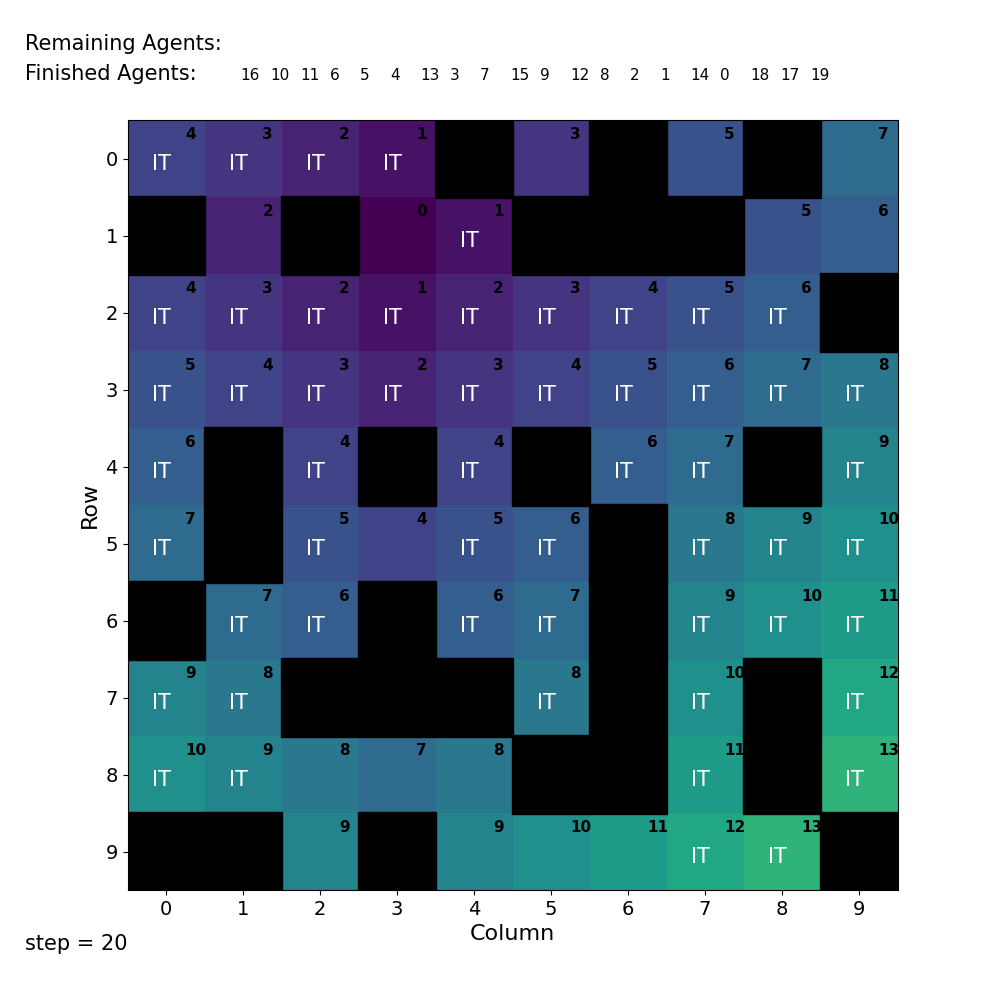 Remaining Agents:
Finished Agents: 16 10 11 6 5 4 13 3 7 15 9 12 8 2 1 14 0 18 17 19
4 3 2 1 3 5 7
0 IT IT IT IT
2 0 1 5 6
1 IT
4 3 2 1 2 3 4 5 6
2 IT IT IT IT IT IT IT IT IT
5 4 3 2 3 4 5 6 7 8
3 IT IT IT IT IT IT IT IT IT IT
6 4 4 6 7 9
4 IT IT IT IT IT IT
7 5 4 5 6 8 9 10
5 IT IT IT IT IT IT IT
7 6 6 7 9 10 11
6 IT IT IT IT IT IT IT
9 8 8 10 12
7 IT IT IT IT IT
10 9 8 7 8 11 13
8 IT IT IT IT
9 9 10 11 12 13
9 IT IT
0 1 2 3 4 5 6 7 8 9
Row
Column
step = 20